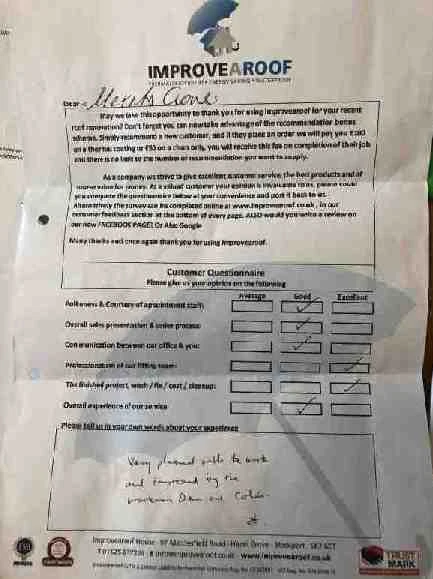 IMPROVEAROOF
Dear
May we take this opportunity to thank you for using Improvearoof for your recent
roof renovation! Don't forget you can now take advantage of the recommendation bonus
scheme. Simply recommend a new customer, and if they place an order we will pay you
on a thermal coating or £50 on a clean only, you will receive this fee on completion of their job
and there is no limit to the number of recommendation you want to supply.
As a company we strive to give excellent customer service, the best products and of
course value for money. As a valued customer your opinion is invaluable to us, please could
you complete the questionnaire below at your convenience and post it back to us.
Alternatively the survey can be completed online at www.improvearoof.co.uk, in our
customer feedback section at the bottom of every page. ALSO would you write a review on
our new FACEBOOK PAGE! Or Also Google
Many thanks and once again thank you for using Improvearoof.
Customer Questionnaire
Please give us your opinion on the following
Average Good Excellent
Politeness & Courtesy of appointment staff:
Overall sales presentation & order process:
Communication between our office & you:
Professionalism of our fitting team:
The finished project, wash / fix / coat / cleanup:
Overall experience of our service
Please tell us in your own words about your experience
Very pleased with the work
and impressed by the
workmen Dean and
Improvearoof House
www.improvearoof.co.uk
TRUST
MARK